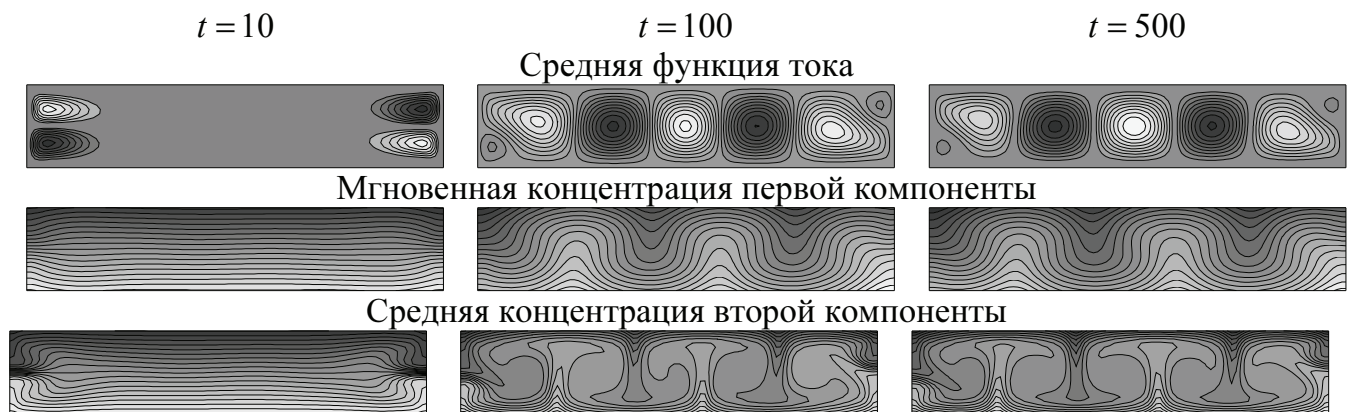 t = 10 t = 100 t = 500
Средняя функция тока
Мгновенная концентрация первой компоненты
Средняя концентрация второй компоненты